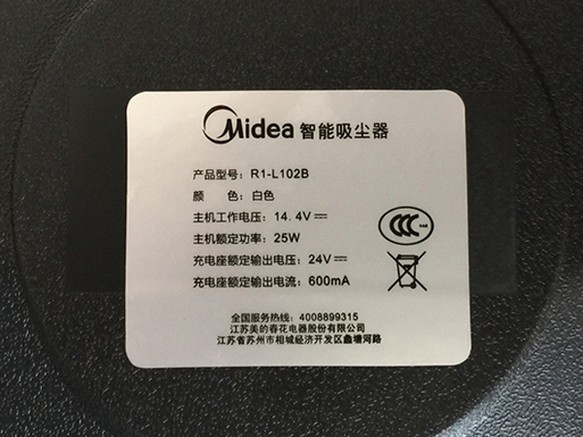 Midea 智能吸尘器
产品型号：R1-L102B
颜 色：白色
主机工作电压：14.4V⎓
主机额定功率：25W
充电座额定输出电压：24V⎓
充电座额定输出电流：600mA
CCC
全国服务热线：4008899315
江苏美的春花电器股份有限公司
江苏省苏州市相城经济开发区鑫塘河路